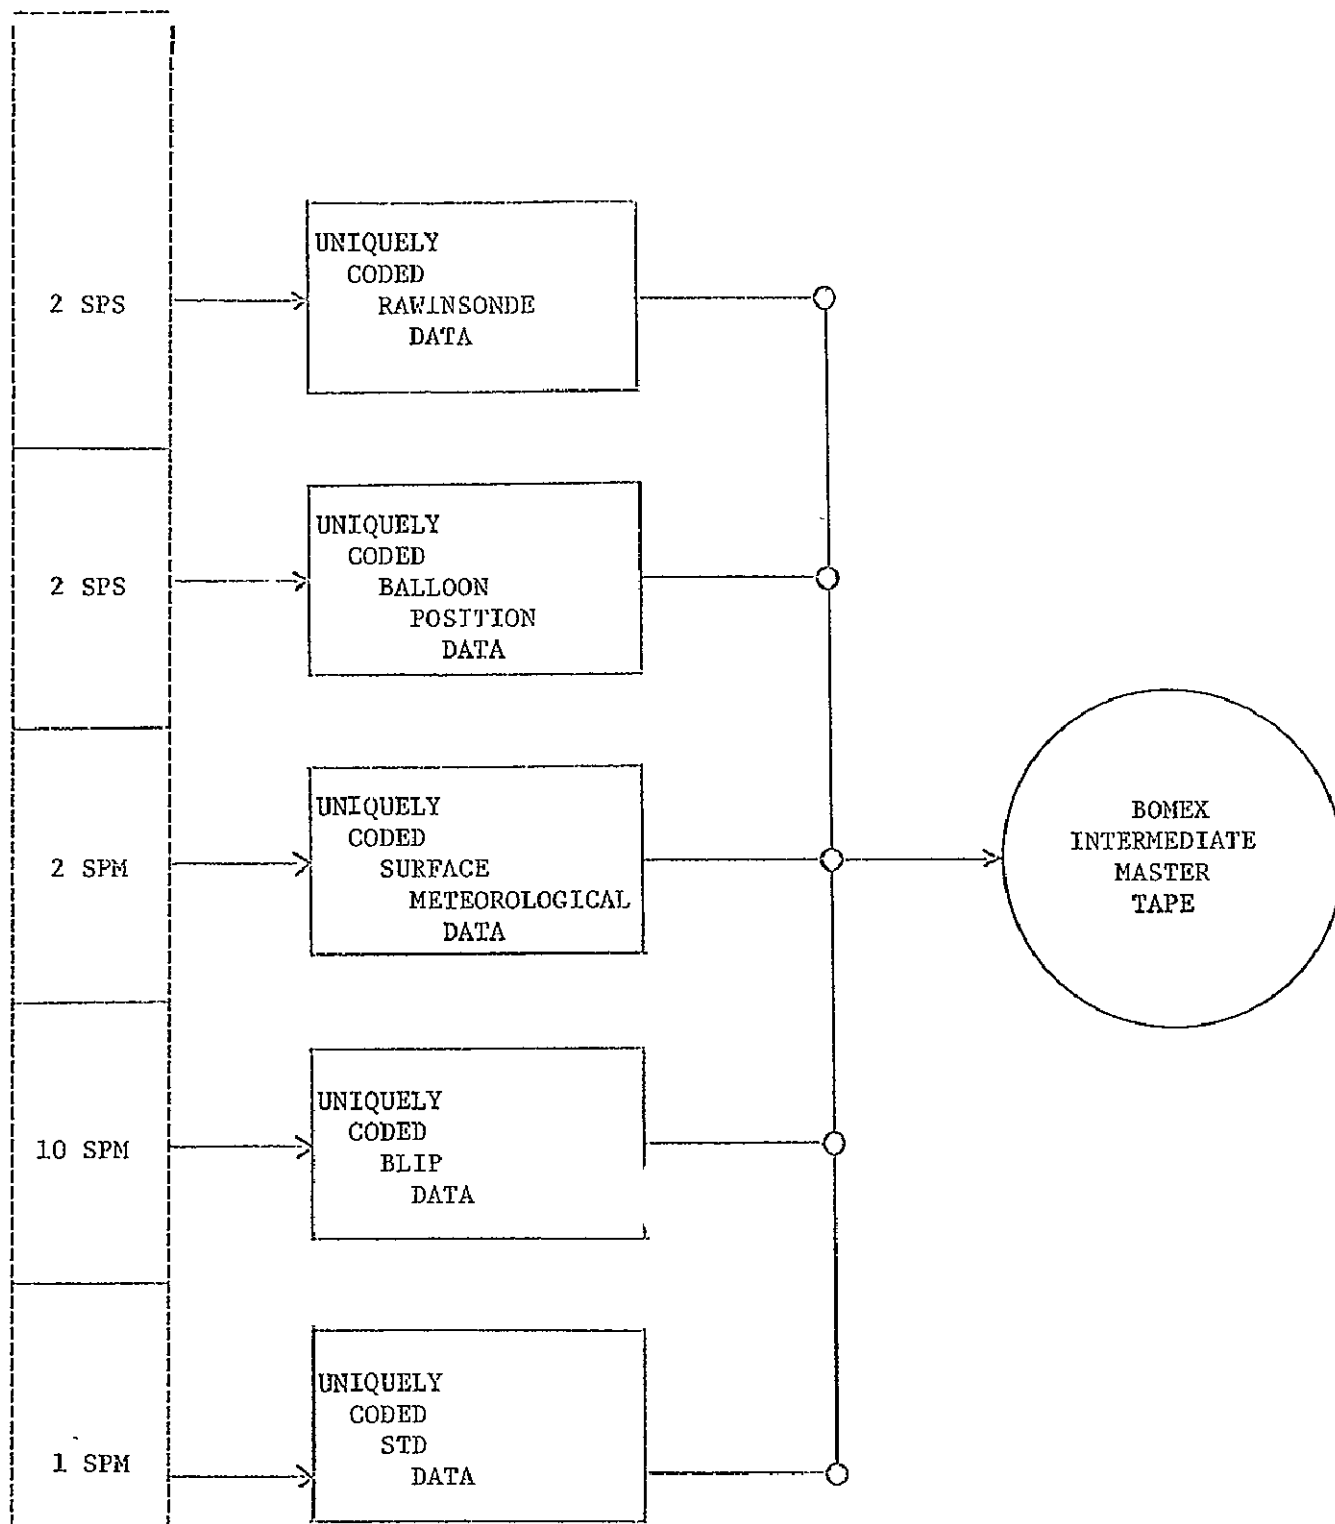 2 SPS
UNIQUELY
CODED
RAWINSONDE
DATA
2 SPS
UNIQUELY
CODED
BALLOON
POSITION
DATA
2 SPM
UNIQUELY
CODED
SURFACE
METEOROLOGICAL
DATA
BOMEX
INTERMEDIATE
MASTER
TAPE
10 SPM
UNIQUELY
CODED
BLIP
DATA
1 SPM
UNIQUELY
CODED
STD
DATA